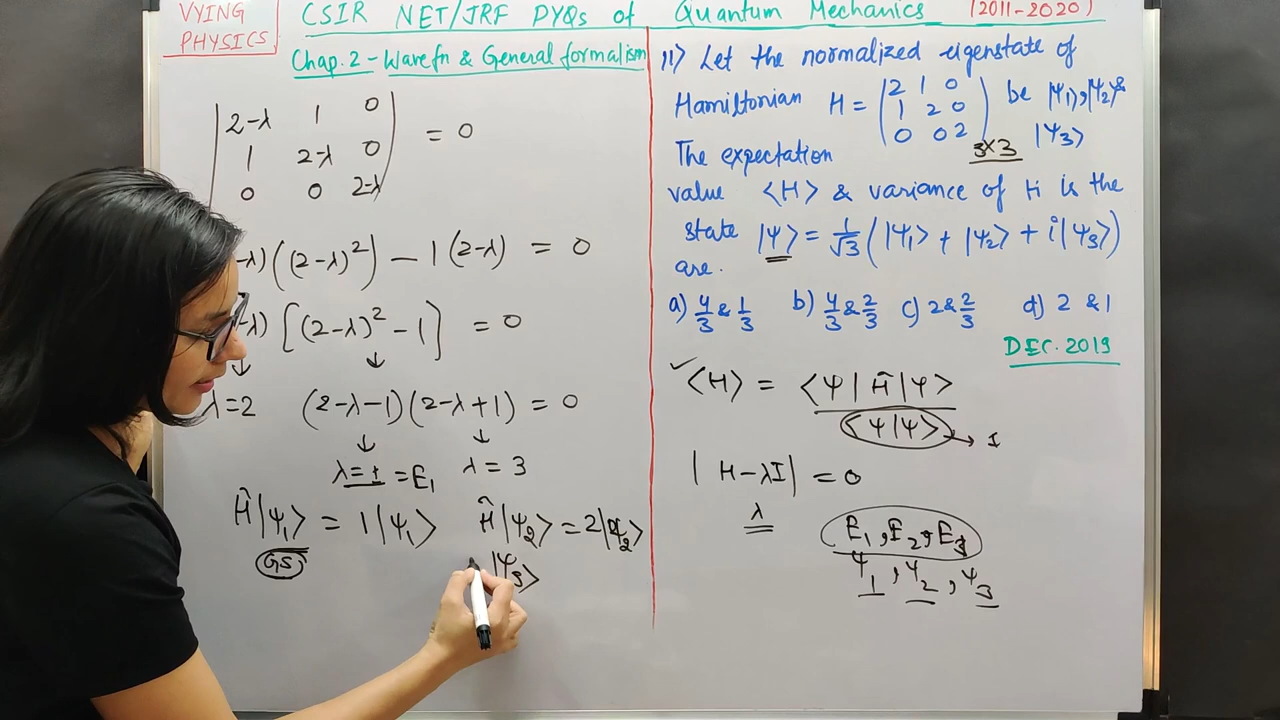 VYING PHYSICS
CSIR NET/JRF PYQs of Quantum Mechanics (2011-2020)
Chap. 2 - Wavefn & General formalism
|2-λ 1 0|
|1 2-λ 0| = 0
|0 0 2-λ|
-λ)((2-λ)²) - 1(2-λ) = 0
-λ)[(2-λ)² - 1] = 0
↓ ↓
λ=2 (2-λ-1)(2-λ+1) = 0
↓ ↓
λ=1 = E₁ λ = 3
Ĥ|Ψ₁> = 1|Ψ₁> Ĥ|Ψ₂> = 2|Ψ₂>
GS |Ψ₃>
11) Let the normalized eigenstate of
Hamiltonian H = (2 1 0
1 2 0
0 0 2) 3×3 be |Ψ₁>,|Ψ₂> &
|Ψ₃>
The expectation
value <H> & variance of H is the
state |Ψ> = 1/√3 (|Ψ₁> + |Ψ₂> + i|Ψ₃>)
are.
a) 4/3 & 1/3 b) 4/3 & 2/3 c) 2 & 2/3 d) 2 & 1
DEC. 2019
✓<H> = <Ψ|Ĥ|Ψ>
<Ψ|Ψ> → 1
|H-λI| = 0
λ
E₁, E₂, E₃
Ψ₁, Ψ₂, Ψ₃